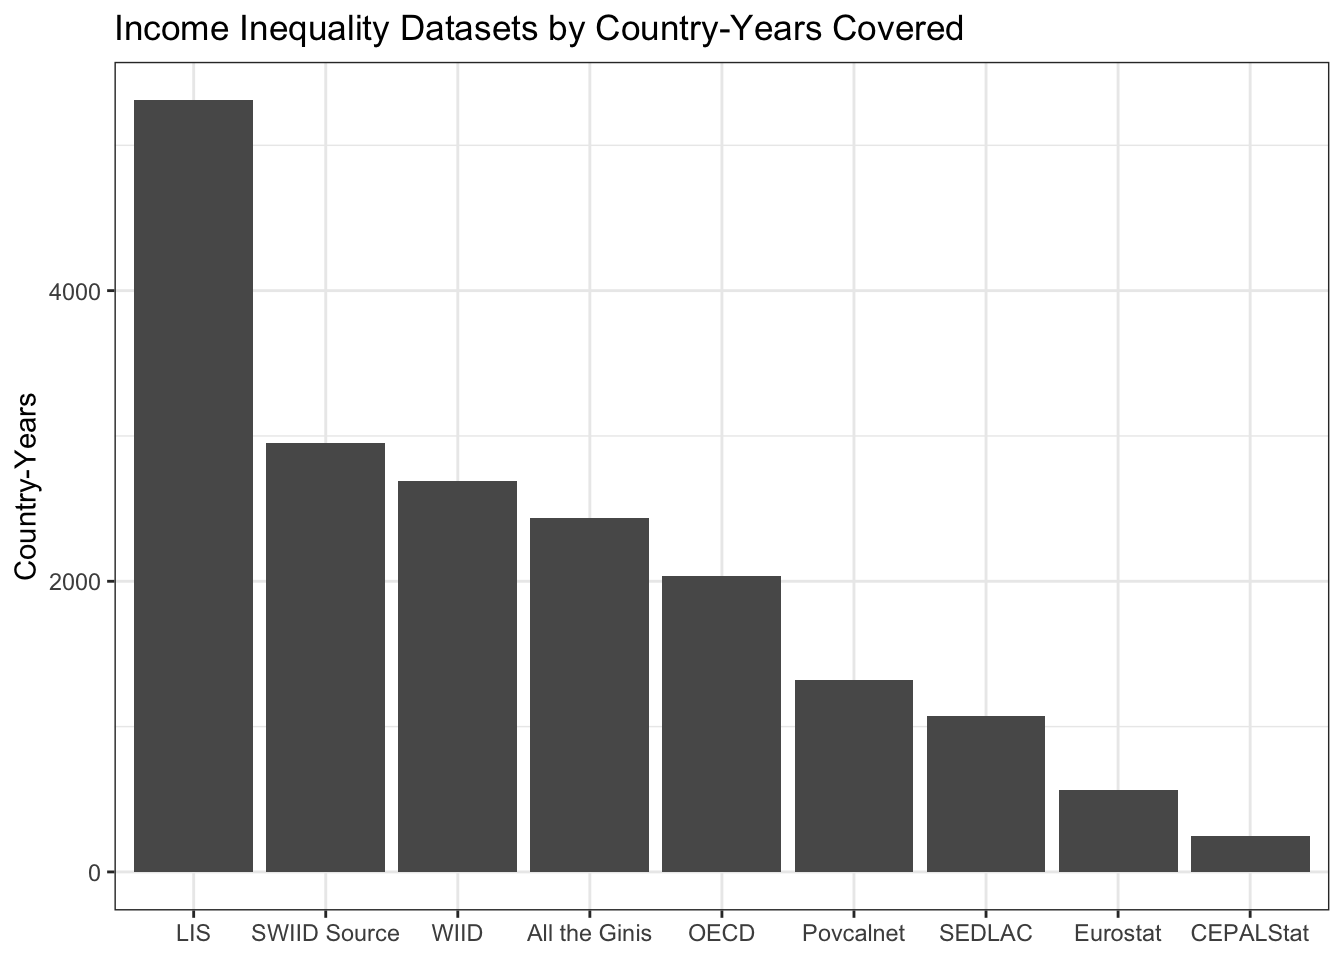 Income Inequality Datasets by Country-Years Covered
Country-Years
4000
2000
0
LIS SWIID Source WIID All the Ginis OECD Povcalnet SEDLAC Eurostat CEPALStat